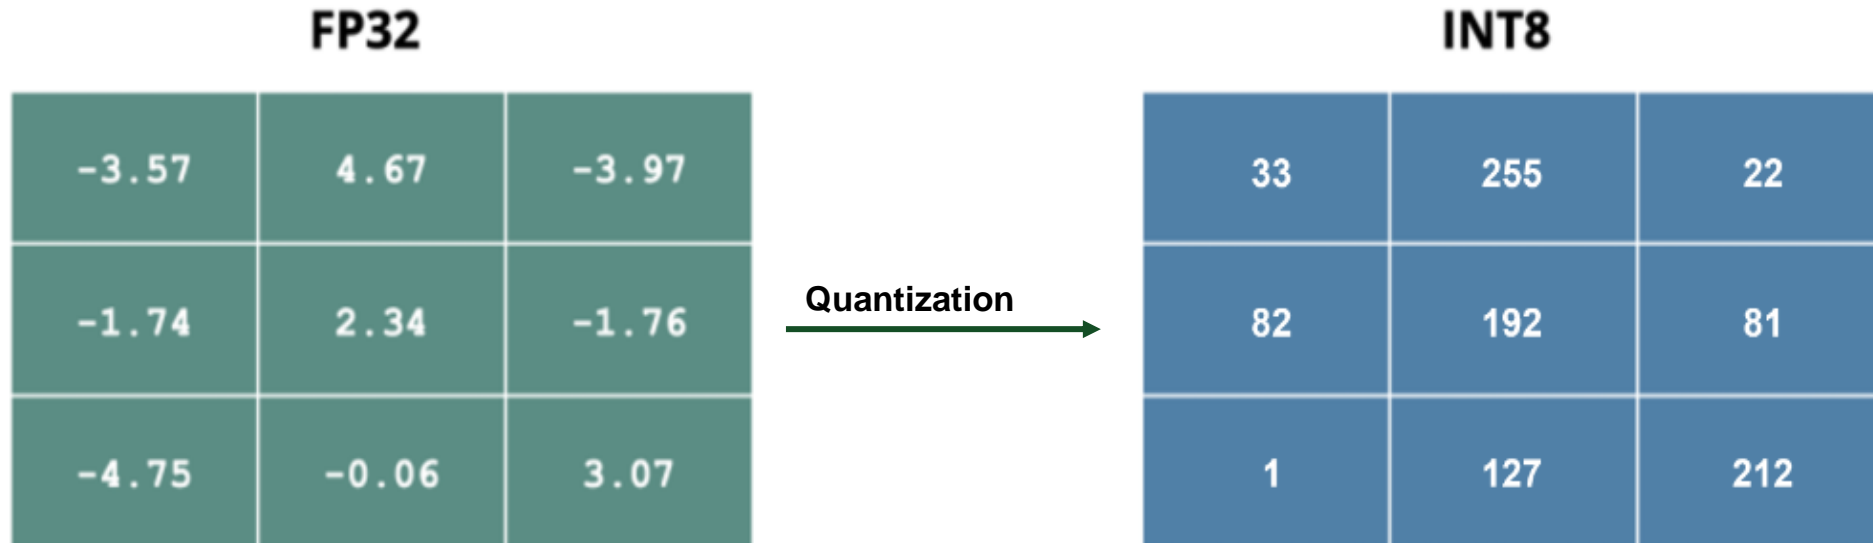 FP32 INT8
-3.57 4.67 -3.97 33 255 22
Quantization
-1.74 2.34 -1.76 82 192 81
-4.75 -0.06 3.07 1 127 212